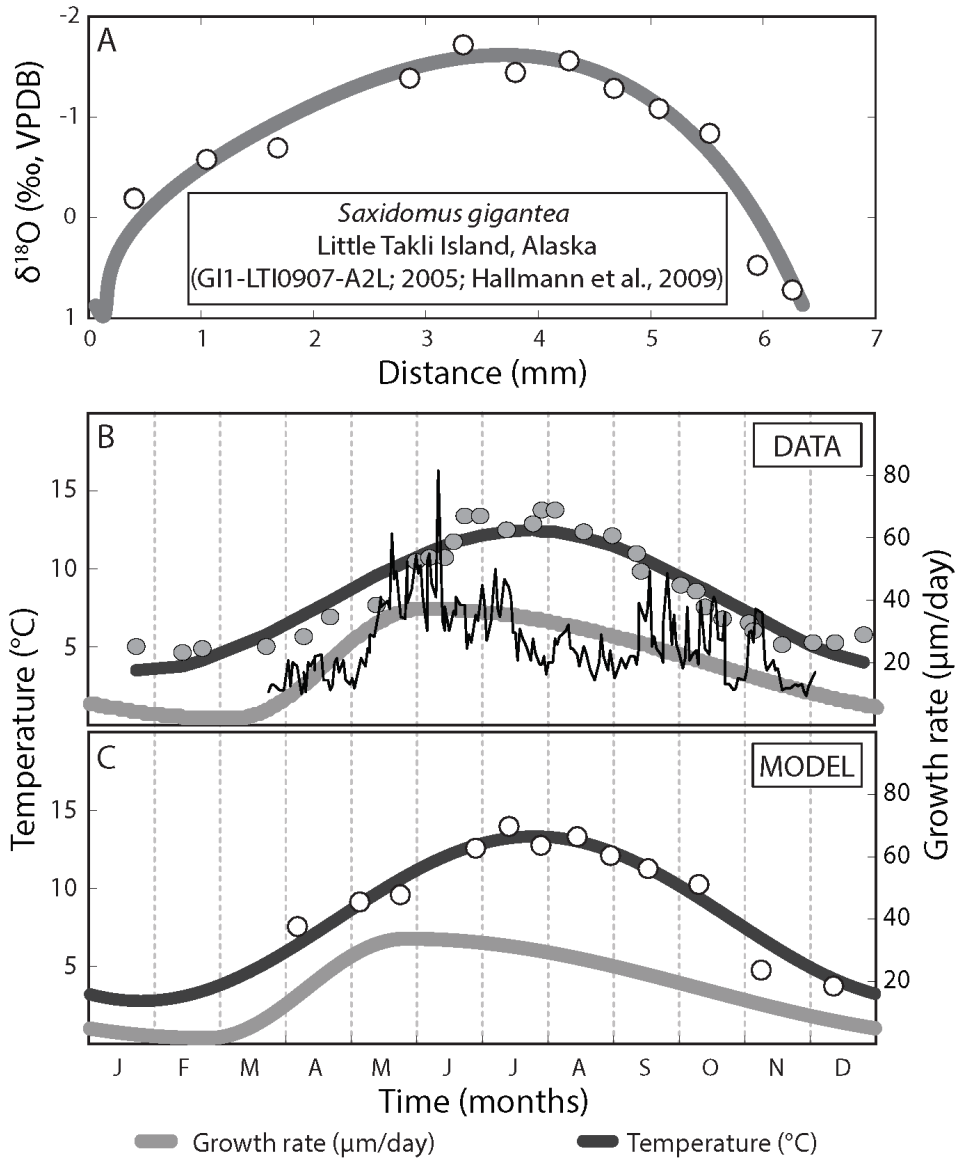 A
-2
-1
0
1
δ¹⁸O (‰, VPDB)
Saxidomus gigantea
Little Takli Island, Alaska
(GI1-LTI0907-A2L; 2005; Hallmann et al., 2009)
0 1 2 3 4 5 6 7
Distance (mm)
B
DATA
15
10
5
80
60
40
20
Temperature (°C)
Growth rate (μm/day)
C
MODEL
15
10
5
80
60
40
20
J F M A M J J A S O N D
Time (months)
Growth rate (μm/day) Temperature (°C)